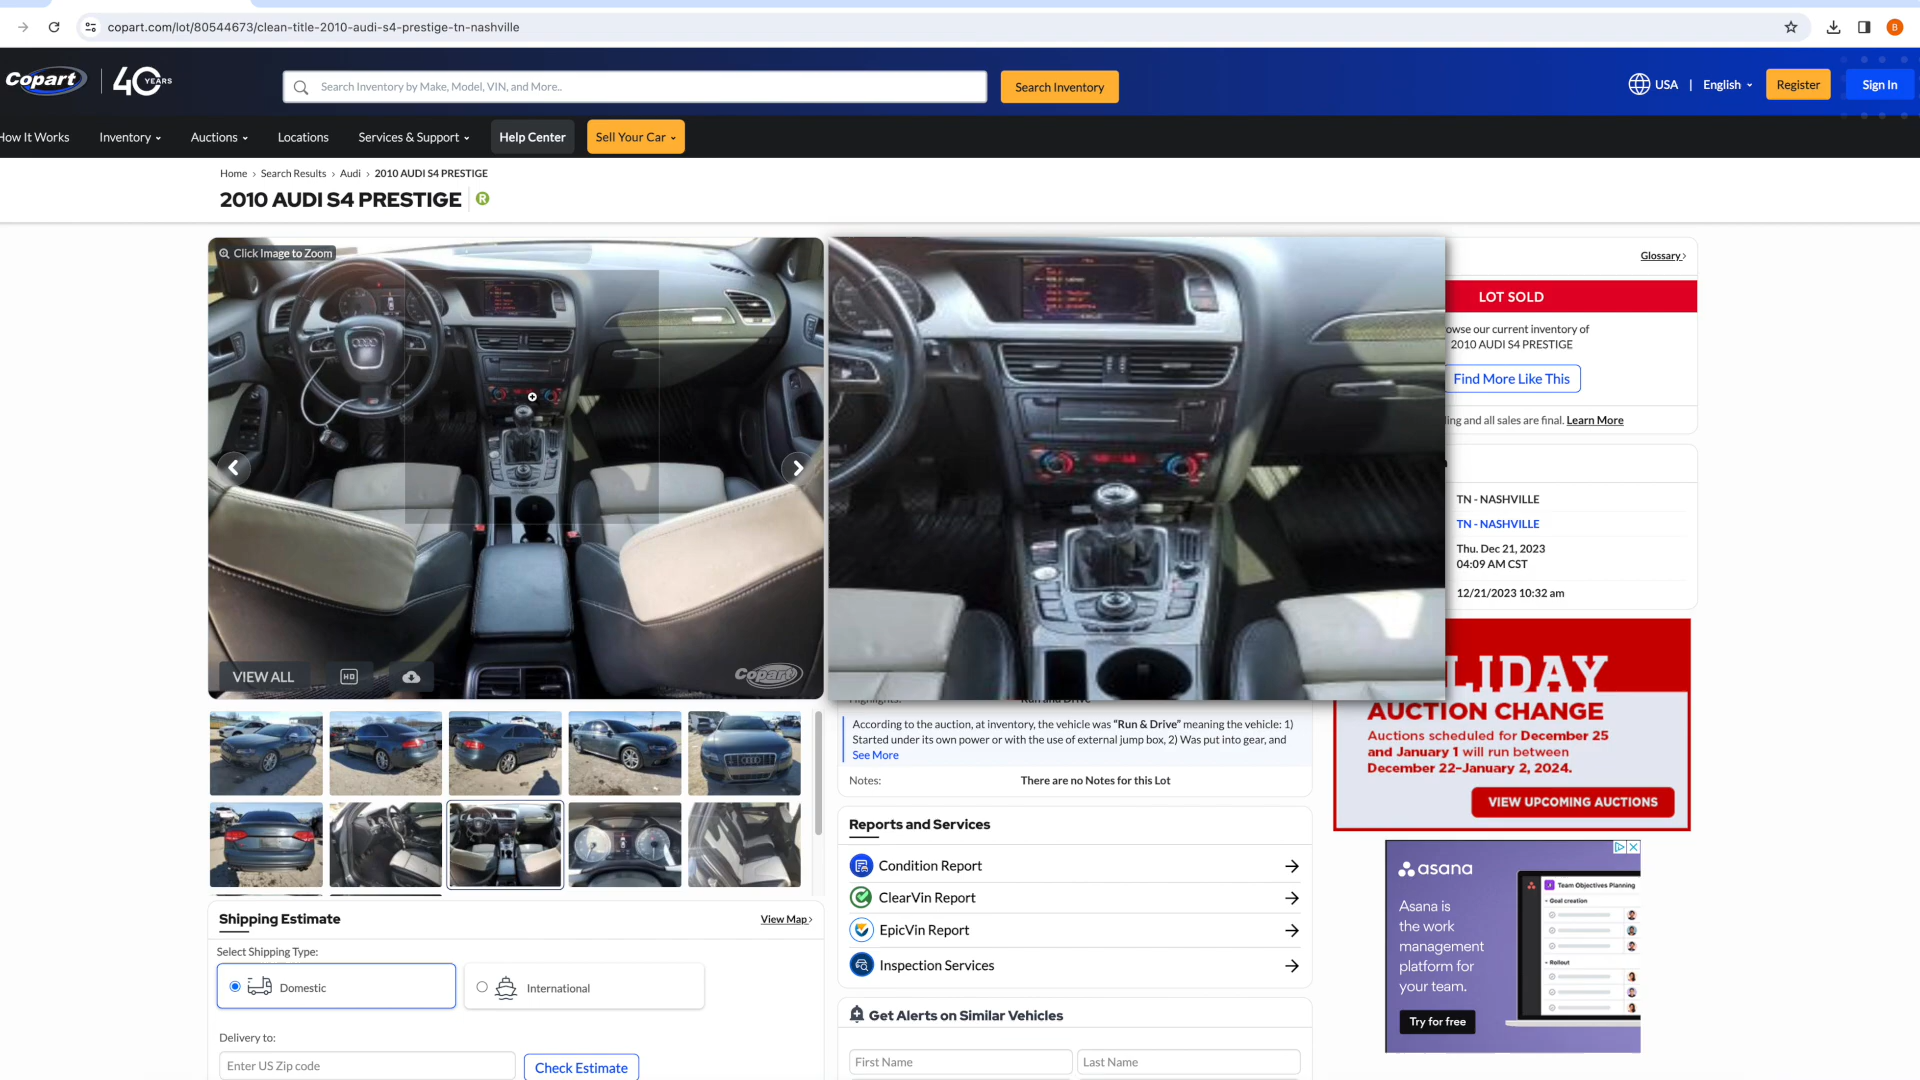 copart.com/lot/80544673/clean-title-2010-audi-s4-prestige-tn-nashville
B
Copart 40 YEARS
Search Inventory by Make, Model, VIN, and More..
Search Inventory
USA | English
Register
Sign In
How It Works
Inventory
Auctions
Locations
Services & Support
Help Center
Sell Your Car
Home › Search Results › Audi › 2010 AUDI S4 PRESTIGE
2010 AUDI S4 PRESTIGE R
Click Image to Zoom
VIEW ALL
HD
Copart
Glossary
LOT SOLD
owse our current inventory of
2010 AUDI S4 PRESTIGE
Find More Like This
ing and all sales are final. Learn More
TN - NASHVILLE
TN - NASHVILLE
Thu. Dec 21, 2023
04:09 AM CST
12/21/2023 10:32 am
According to the auction, at inventory, the vehicle was “Run & Drive” meaning the vehicle: 1)
Started under its own power or with the use of external jump box, 2) Was put into gear, and
See More
Notes:
There are no Notes for this Lot
Reports and Services
Condition Report
ClearVin Report
EpicVin Report
Inspection Services
Get Alerts on Similar Vehicles
First Name
Last Name
Shipping Estimate
View Map
Select Shipping Type:
Domestic
International
Delivery to:
Enter US Zip code
Check Estimate
LIDAY
AUCTION CHANGE
Auctions scheduled for December 25
and January 1 will run between
December 22–January 2, 2024.
VIEW UPCOMING AUCTIONS
asana
Asana is
the work
management
platform for
your team.
Try for free
Team Objectives Planning
Goal creation
Rollout